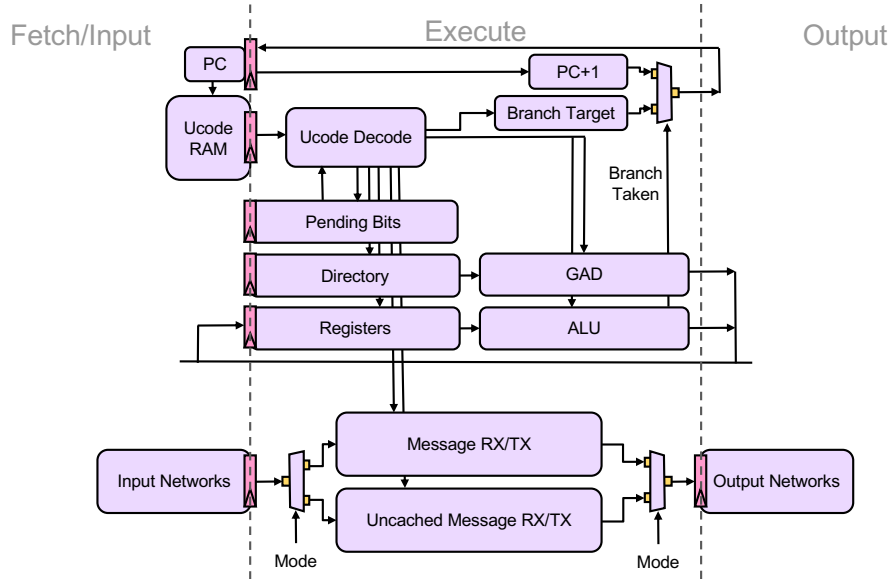 Fetch/Input
Execute
Output
PC
PC+1
Ucode
RAM
Ucode Decode
Branch Target
Branch
Taken
Pending Bits
Directory
GAD
Registers
ALU
Message RX/TX
Input Networks
Output Networks
Uncached Message RX/TX
Mode
Mode